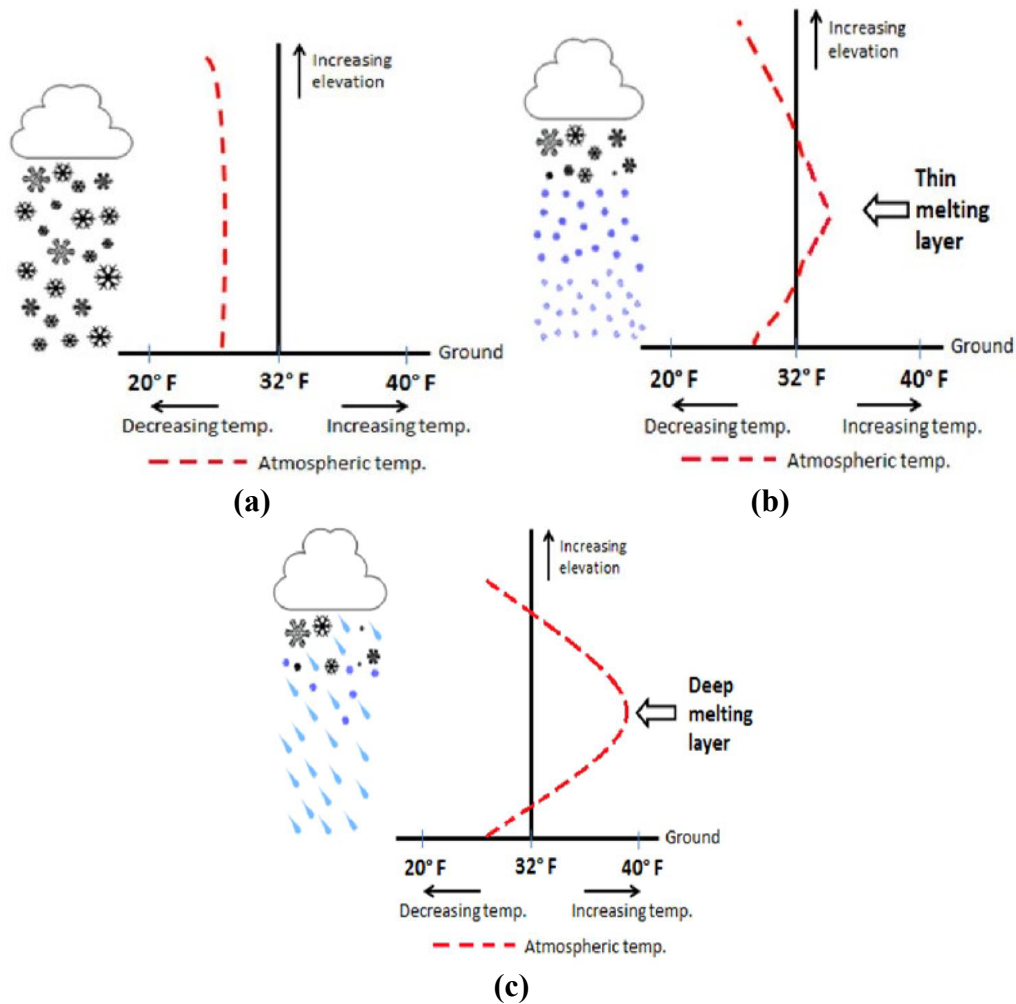 Increasing
elevation
Ground
20° F
32° F
40° F
Decreasing temp.
Increasing temp.
Atmospheric temp.
(a)
Increasing
elevation
Thin
melting
layer
Ground
20° F
32° F
40° F
Decreasing temp.
Increasing temp.
Atmospheric temp.
(b)
Increasing
elevation
Deep
melting
layer
Ground
20° F
32° F
40° F
Decreasing temp.
Increasing temp.
Atmospheric temp.
(c)